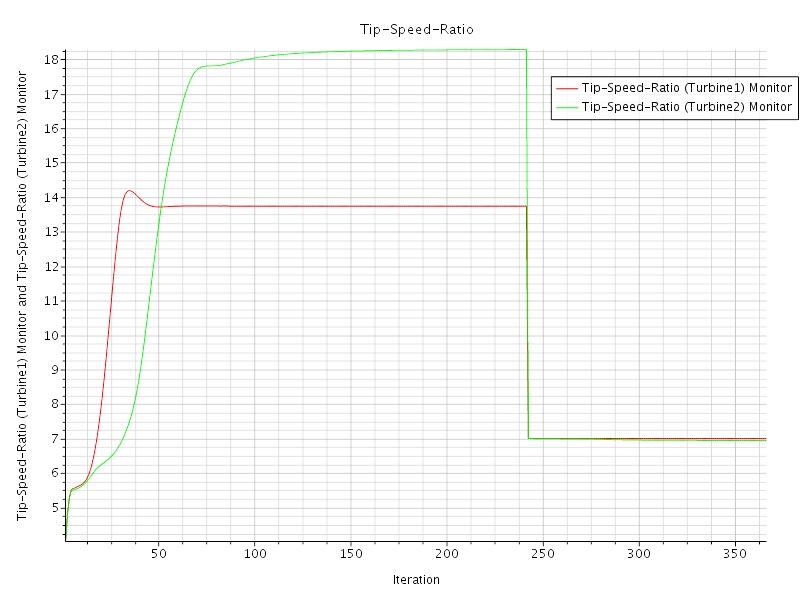 Tip-Speed-Ratio
Tip-Speed-Ratio (Turbine1) Monitor and Tip-Speed-Ratio (Turbine2) Monitor
18
17
16
15
14
13
12
11
10
9
8
7
6
5
Tip-Speed-Ratio (Turbine1) Monitor
Tip-Speed-Ratio (Turbine2) Monitor
50 100 150 200 250 300 350
Iteration